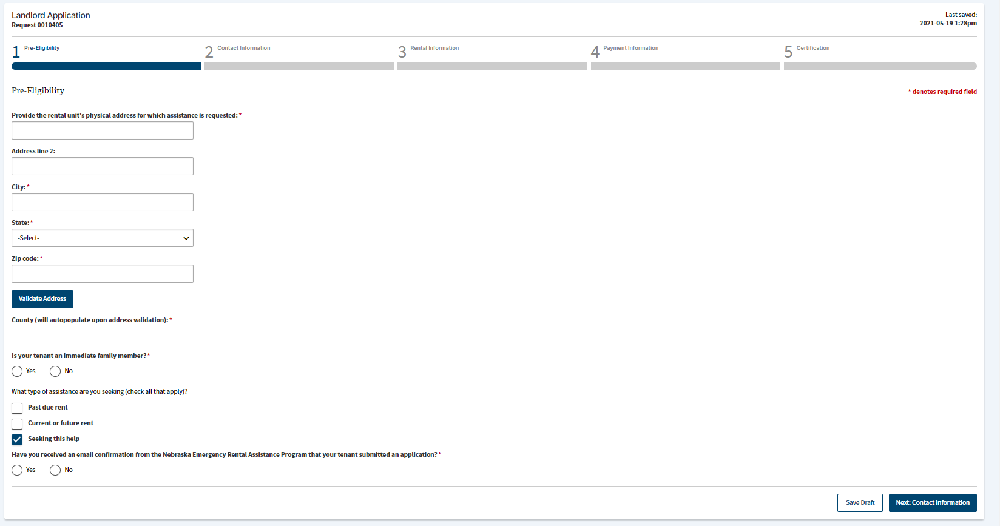 Landlord Application
Request 0010405
Last saved:
2021-05-19 1:28pm
1 Pre-Eligibility
2 Contact Information
3 Rental Information
4 Payment Information
5 Certification
Pre-Eligibility
* denotes required field
Provide the rental unit's physical address for which assistance is requested: *
Address line 2:
City: *
State: *
-Select-
Zip code: *
Validate Address
County (will autopopulate upon address validation): *
Is your tenant an immediate family member? *
Yes No
What type of assistance are you seeking (check all that apply)?
Past due rent
Current or future rent
Seeking this help
Have you received an email confirmation from the Nebraska Emergency Rental Assistance Program that your tenant submitted an application? *
Yes No
Save Draft
Next: Contact Information